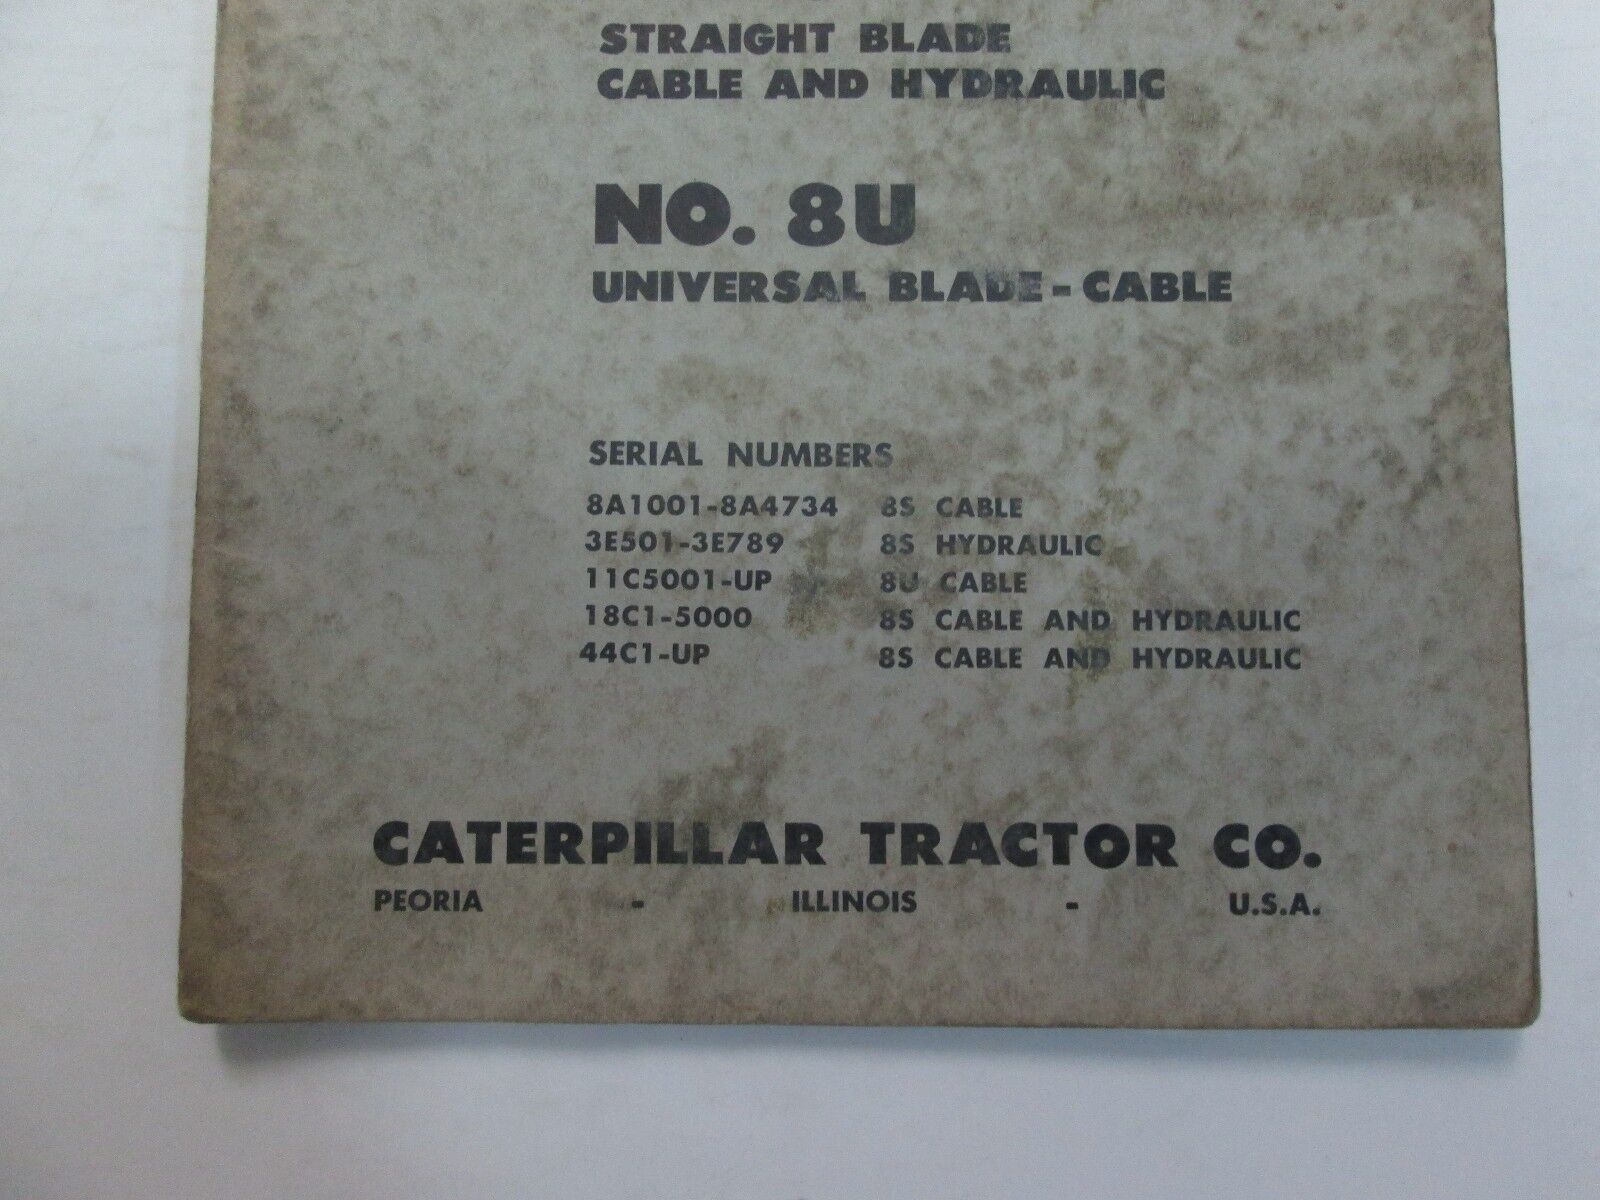 STRAIGHT BLADE
CABLE AND HYDRAULIC
NO. 8U
UNIVERSAL BLADE - CABLE
SERIAL NUMBERS
8A1001-8A4734 8S CABLE
3E501-3E789 8S HYDRAULIC
11C5001-UP 8U CABLE
18C1-5000 8S CABLE AND HYDRAULIC
44C1-UP 8S CABLE AND HYDRAULIC
CATERPILLAR TRACTOR CO.
PEORIA - ILLINOIS - U.S.A.